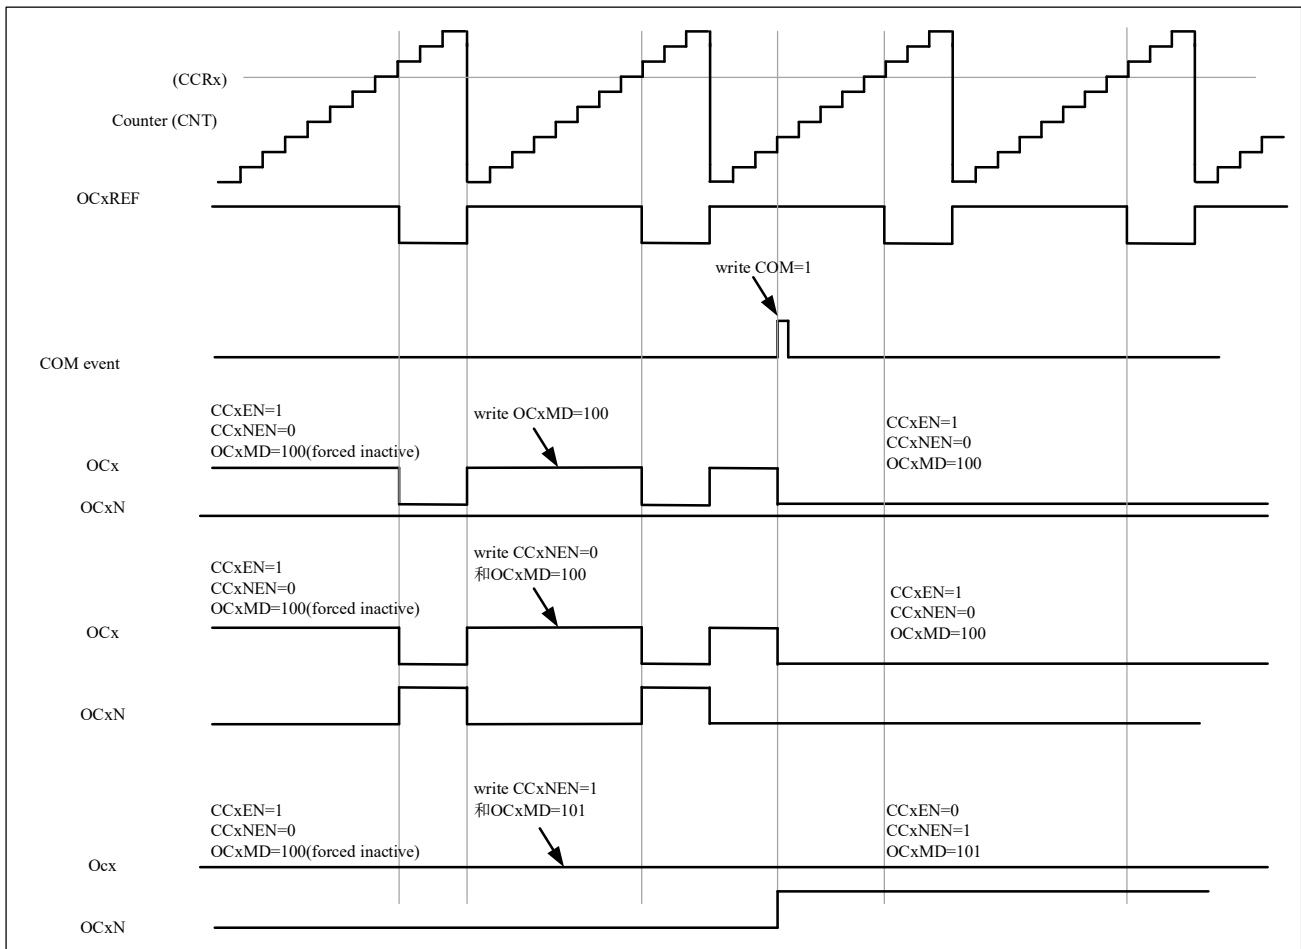 (CCRx)
Counter (CNT)
OCxREF
write COM=1
COM event
CCxEN=1
CCxNEN=0
OCxMD=100(forced inactive)
write OCxMD=100
CCxEN=1
CCxNEN=0
OCxMD=100
OCx
OCxN
CCxEN=1
CCxNEN=0
OCxMD=100(forced inactive)
write CCxNEN=0
和OCxMD=100
CCxEN=1
CCxNEN=0
OCxMD=100
OCx
OCxN
CCxEN=1
CCxNEN=0
OCxMD=100(forced inactive)
write CCxNEN=1
和OCxMD=101
CCxEN=0
CCxNEN=1
OCxMD=101
Ocx
OCxN